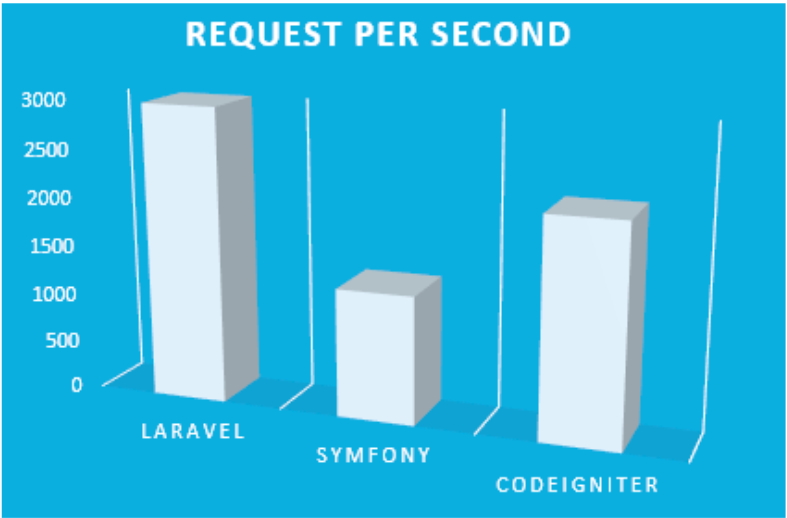 REQUEST PER SECOND
3000
2500
2000
1500
1000
500
0
LARAVEL
SYMFONY
CODEIGNITER